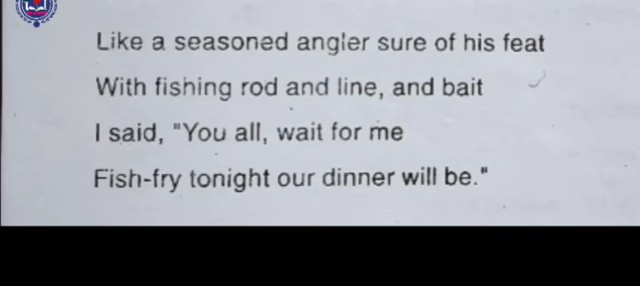 Like a seasoned angler sure of his feat
With fishing rod and line, and bait
I said, "You all, wait for me
Fish-fry tonight our dinner will be."